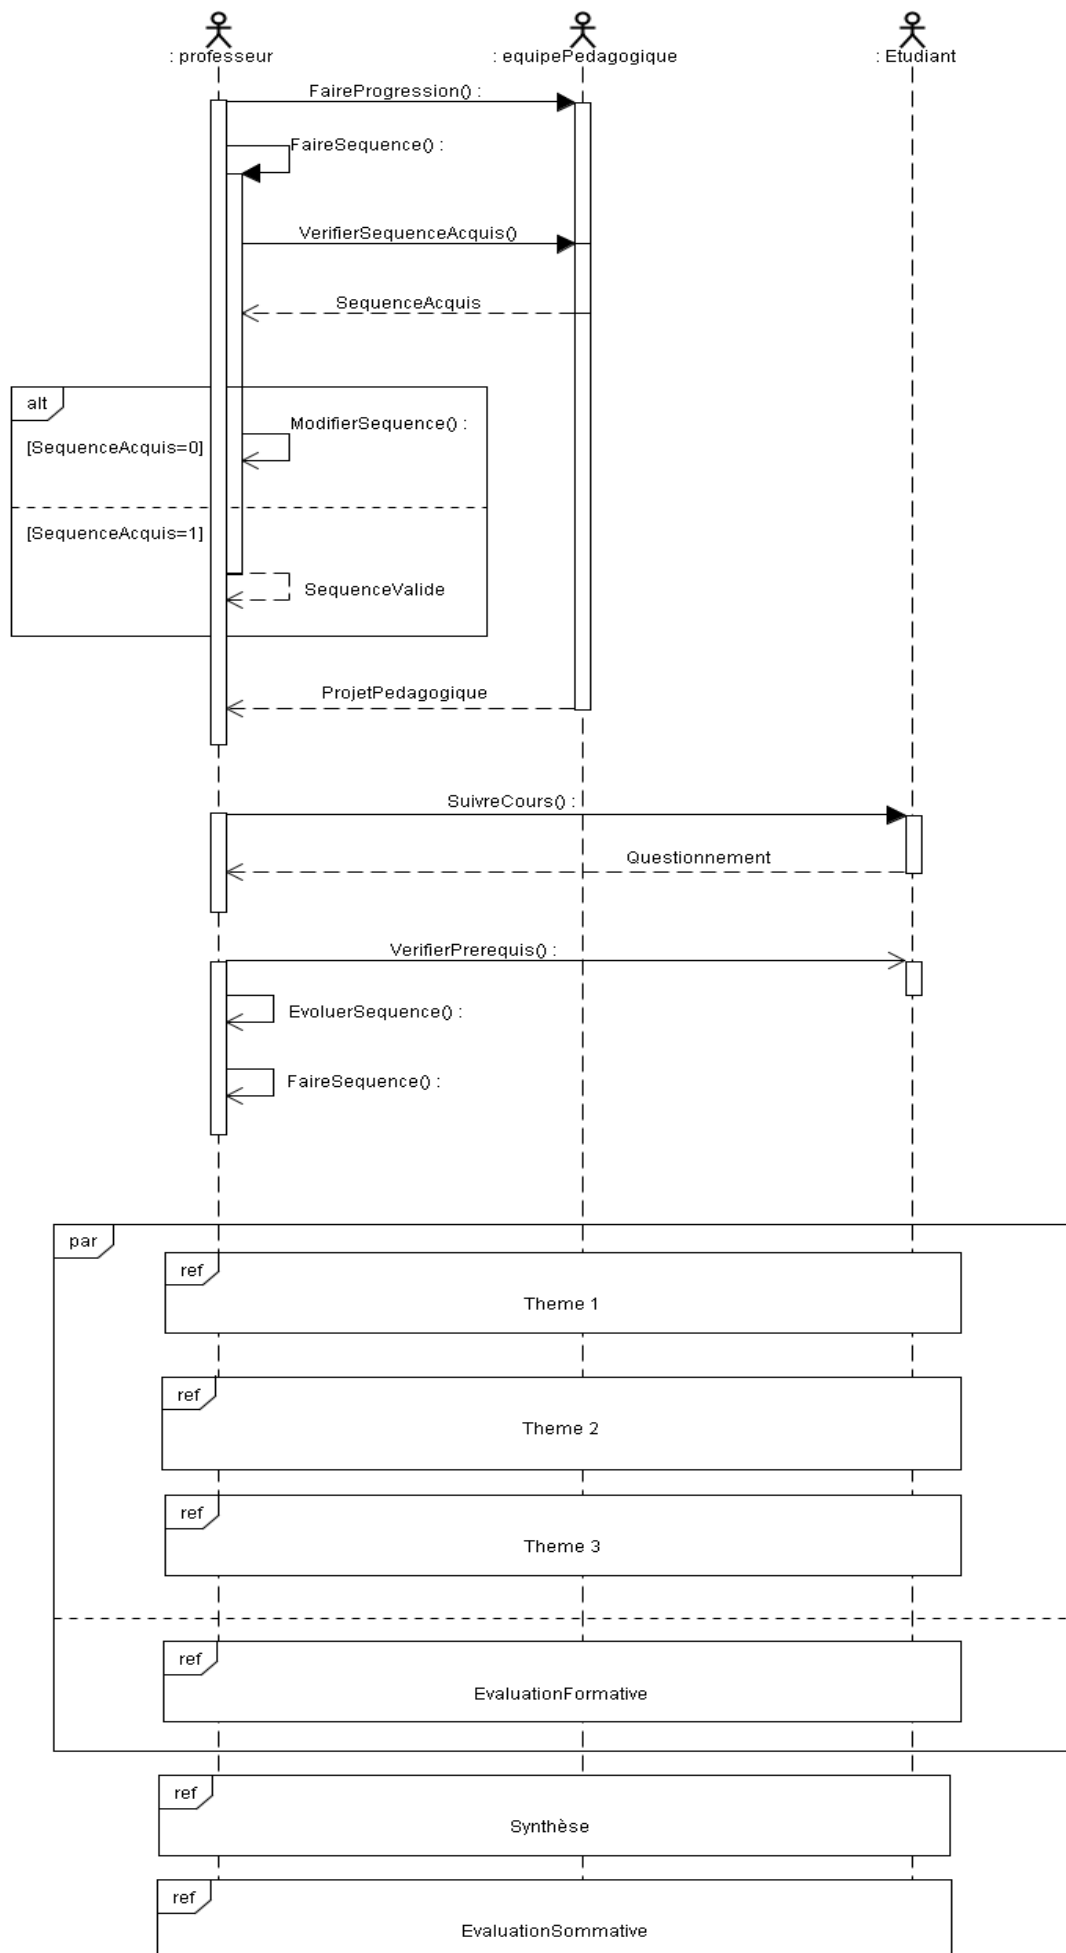 : professeur
: equipePedagogique
: Etudiant
FaireProgression() :
FaireSequence() :
VerifierSequenceAcquis()
SequenceAcquis
alt
ModifierSequence() :
[SequenceAcquis=0]
[SequenceAcquis=1]
SequenceValide
ProjetPedagogique
SuivreCours() :
Questionnement
VerifierPrerequis() :
EvoluerSequence() :
FaireSequence() :
par
ref
Theme 1
ref
Theme 2
ref
Theme 3
ref
EvaluationFormative
ref
Synthèse
ref
EvaluationSommative